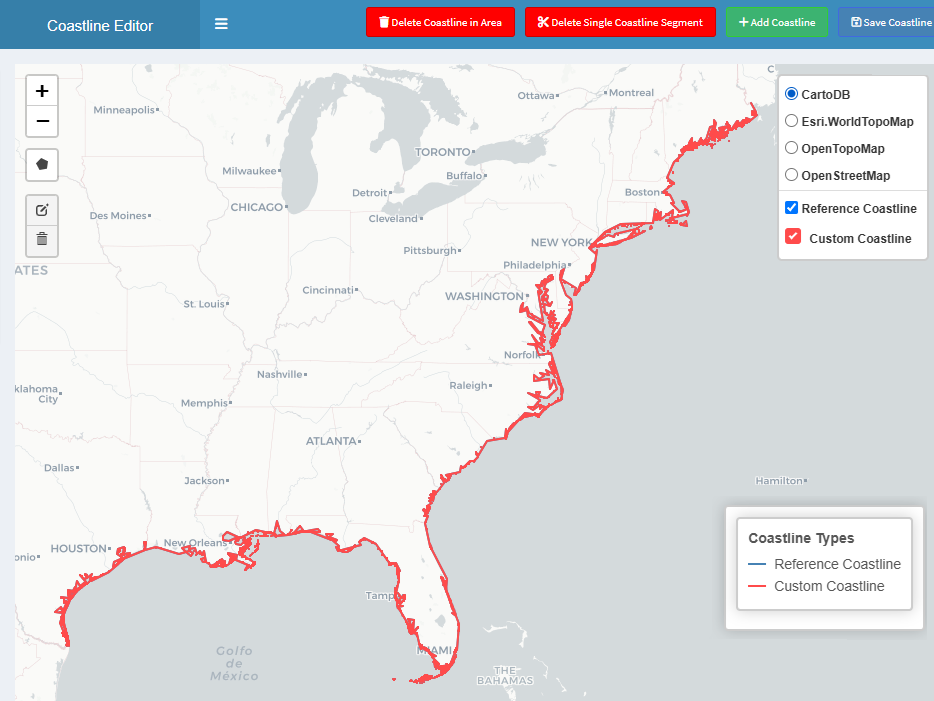 Coastline Editor
Delete Coastline in Area
Delete Single Coastline Segment
Add Coastline
Save Coastline
+
−
CartoDB
Esri.WorldTopoMap
OpenTopoMap
OpenStreetMap
Reference Coastline
Custom Coastline
Ottawa
Montreal
Minneapolis
TORONTO
Buffalo
Milwaukee
Detroit
Boston
CHICAGO
Cleveland
Des Moines
NEW YORK
Pittsburgh
Philadelphia
ATES
Cincinnati
WASHINGTON
St. Louis
Norfolk
Nashville
Raleigh
klahoma
City
Memphis
ATLANTA
Dallas
Jackson
Hamilton
New Orleans
HOUSTON
onio
Tamp
MIAMI
Golfo
de
México
THE
BAHAMAS
Coastline Types
Reference Coastline
Custom Coastline